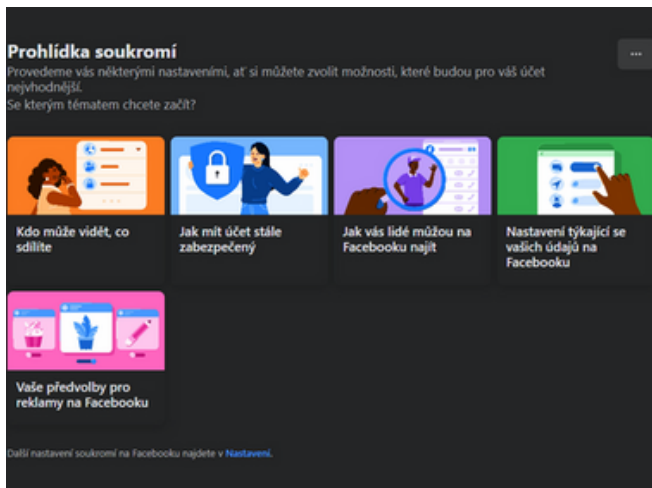 Prohlídka soukromí
Provedeme vás některými nastaveními, ať si můžete zvolit možnosti, které budou pro váš účet
nejvhodnější.
Se kterým tématem chcete začít?
Kdo může vidět, co
sdílíte
Jak mít účet stále
zabezpečený
Jak vás lidé můžou na
Facebooku najít
Nastavení týkající se
vašich údajů na
Facebooku
Vaše předvolby pro
reklamy na Facebooku
Další nastavení soukromí na Facebooku najdete v Nastavení.